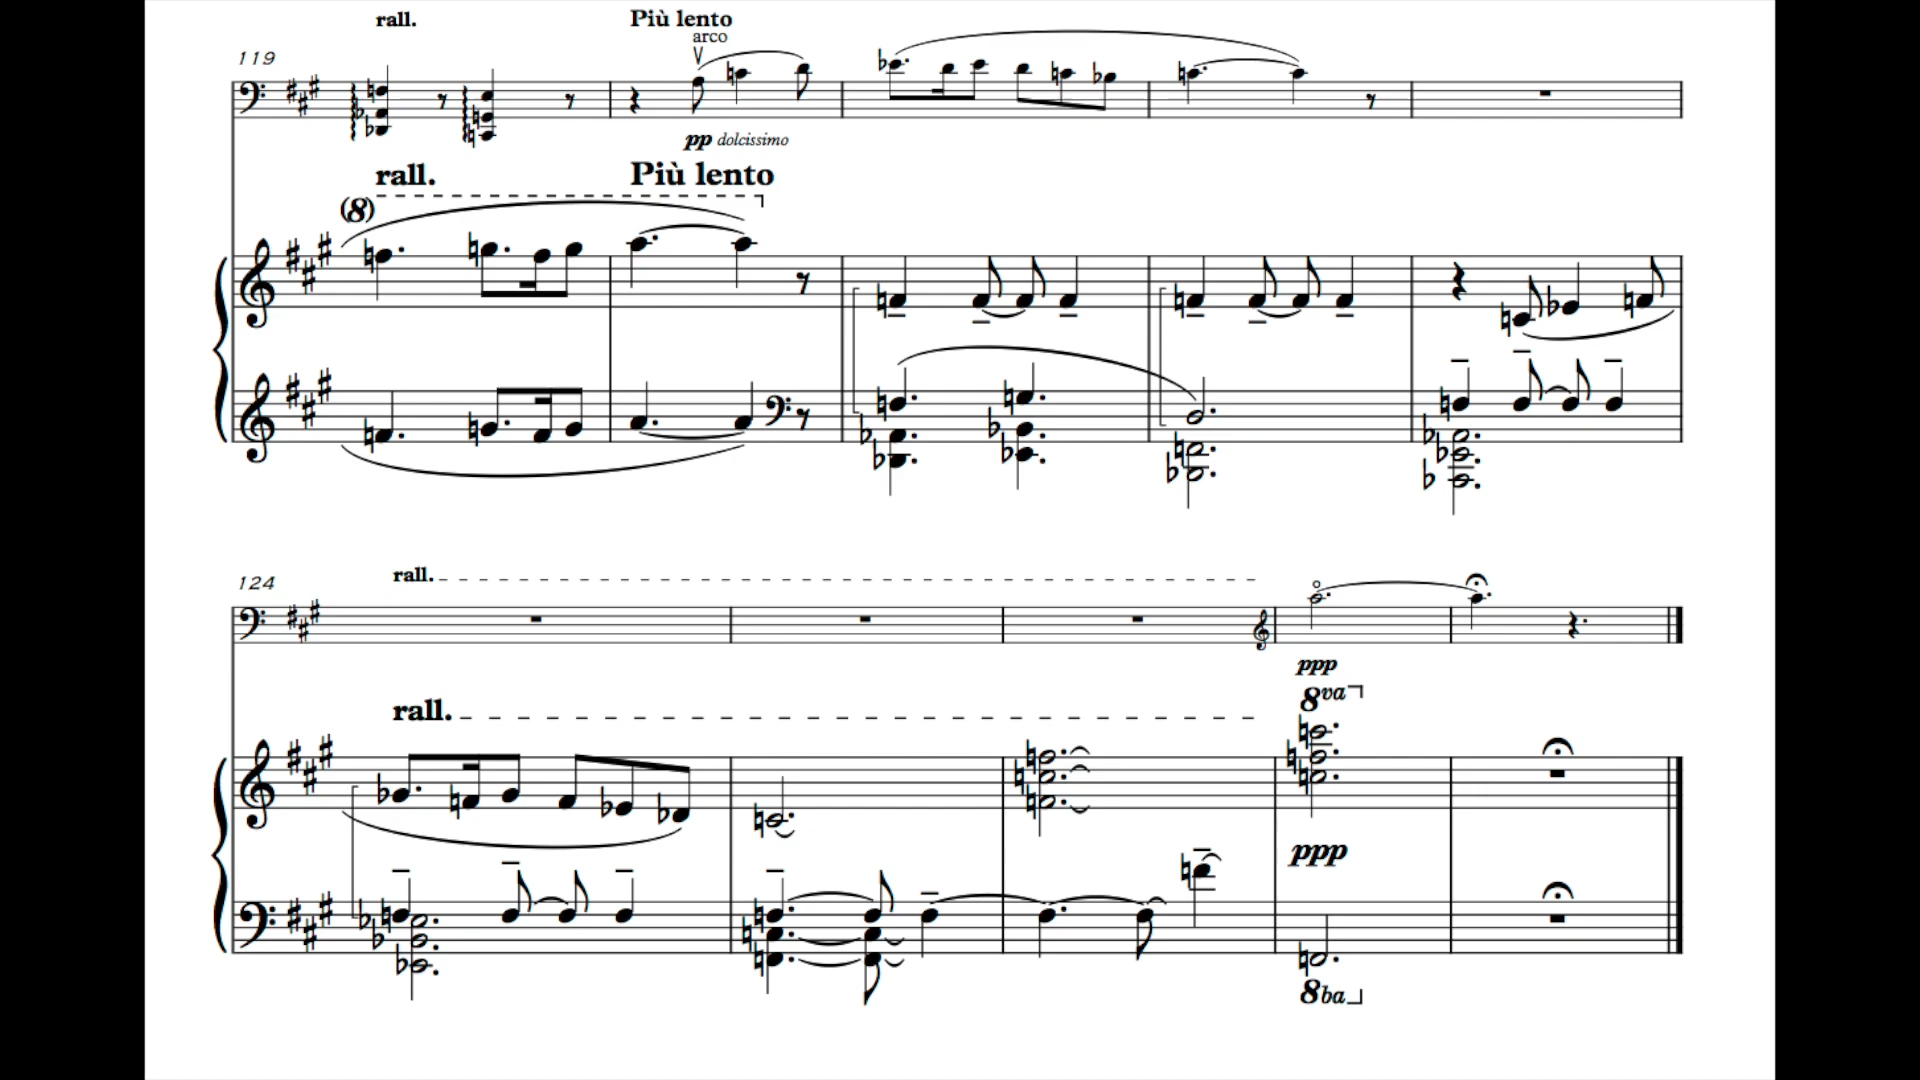 rall. Più lento
arco
119
pp dolcissimo
rall. Più lento
(8)
124 rall.
ppp
rall. 8va
ppp
8ba